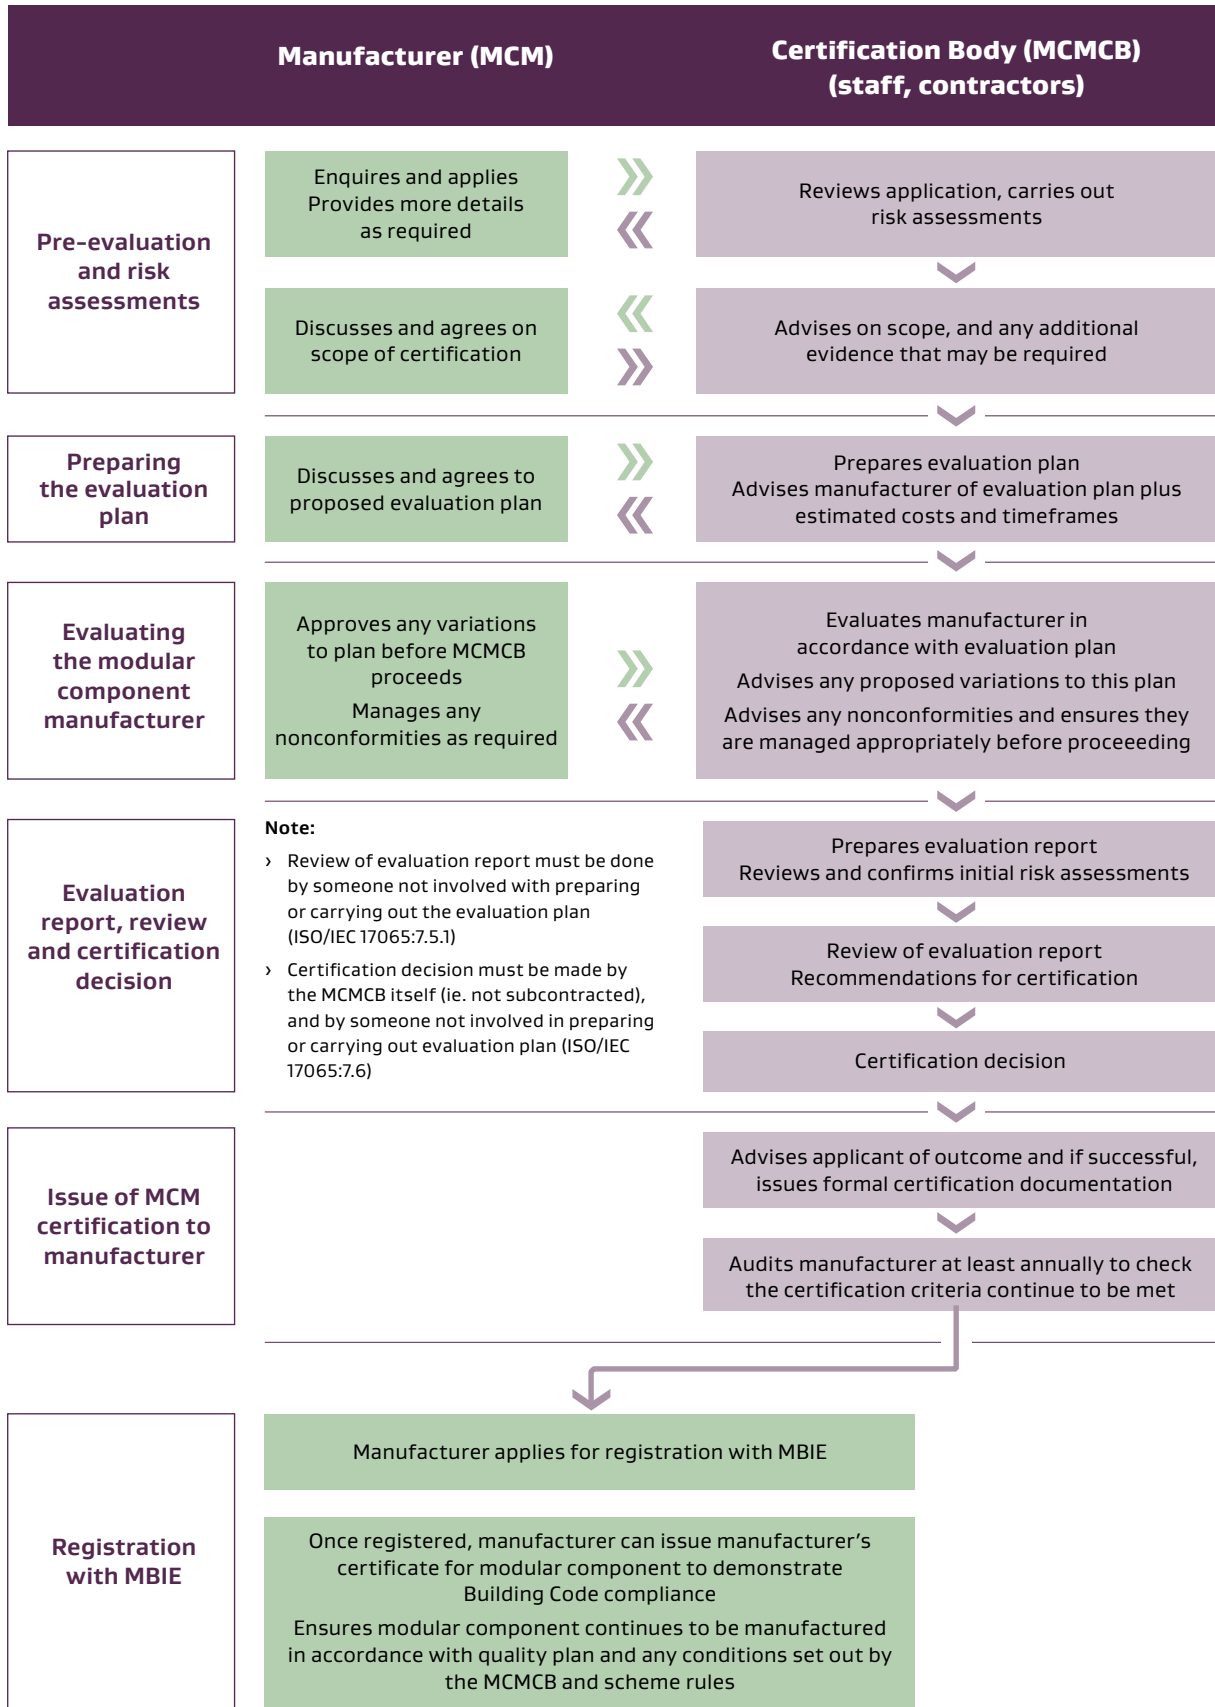 Manufacturer (MCM)
Certification Body (MCMCB)
(staff, contractors)
Pre-evaluation
and risk
assessments
Enquires and applies
Provides more details
as required
Reviews application, carries out
risk assessments
Discusses and agrees on
scope of certification
Advises on scope, and any additional
evidence that may be required
Preparing
the evaluation
plan
Discusses and agrees to
proposed evaluation plan
Prepares evaluation plan
Advises manufacturer of evaluation plan plus
estimated costs and timeframes
Evaluating
the modular
component
manufacturer
Approves any variations
to plan before MCMCB
proceeds
Manages any
nonconformities as required
Evaluates manufacturer in
accordance with evaluation plan
Advises any proposed variations to this plan
Advises any nonconformities and ensures they
are managed appropriately before proceeeding
Evaluation
report, review
and certification
decision
Note:
› Review of evaluation report must be done
by someone not involved with preparing
or carrying out the evaluation plan
(ISO/IEC 17065:7.5.1)
› Certification decision must be made by
the MCMCB itself (ie. not subcontracted),
and by someone not involved in preparing
or carrying out evaluation plan (ISO/IEC
17065:7.6)
Prepares evaluation report
Reviews and confirms initial risk assessments
Review of evaluation report
Recommendations for certification
Certification decision
Issue of MCM
certification to
manufacturer
Advises applicant of outcome and if successful,
issues formal certification documentation
Audits manufacturer at least annually to check
the certification criteria continue to be met
Registration
with MBIE
Manufacturer applies for registration with MBIE
Once registered, manufacturer can issue manufacturer’s
certificate for modular component to demonstrate
Building Code compliance
Ensures modular component continues to be manufactured
in accordance with quality plan and any conditions set out by
the MCMCB and scheme rules